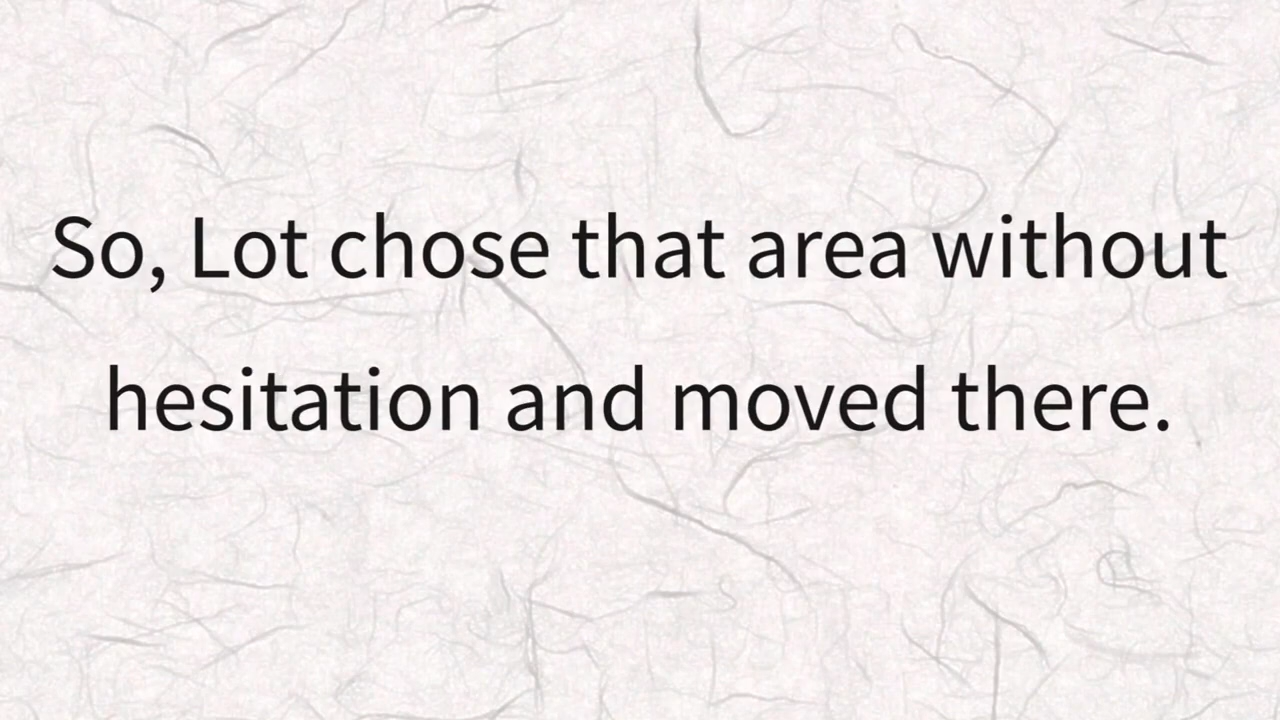 So, Lot chose that area without
hesitation and moved there.